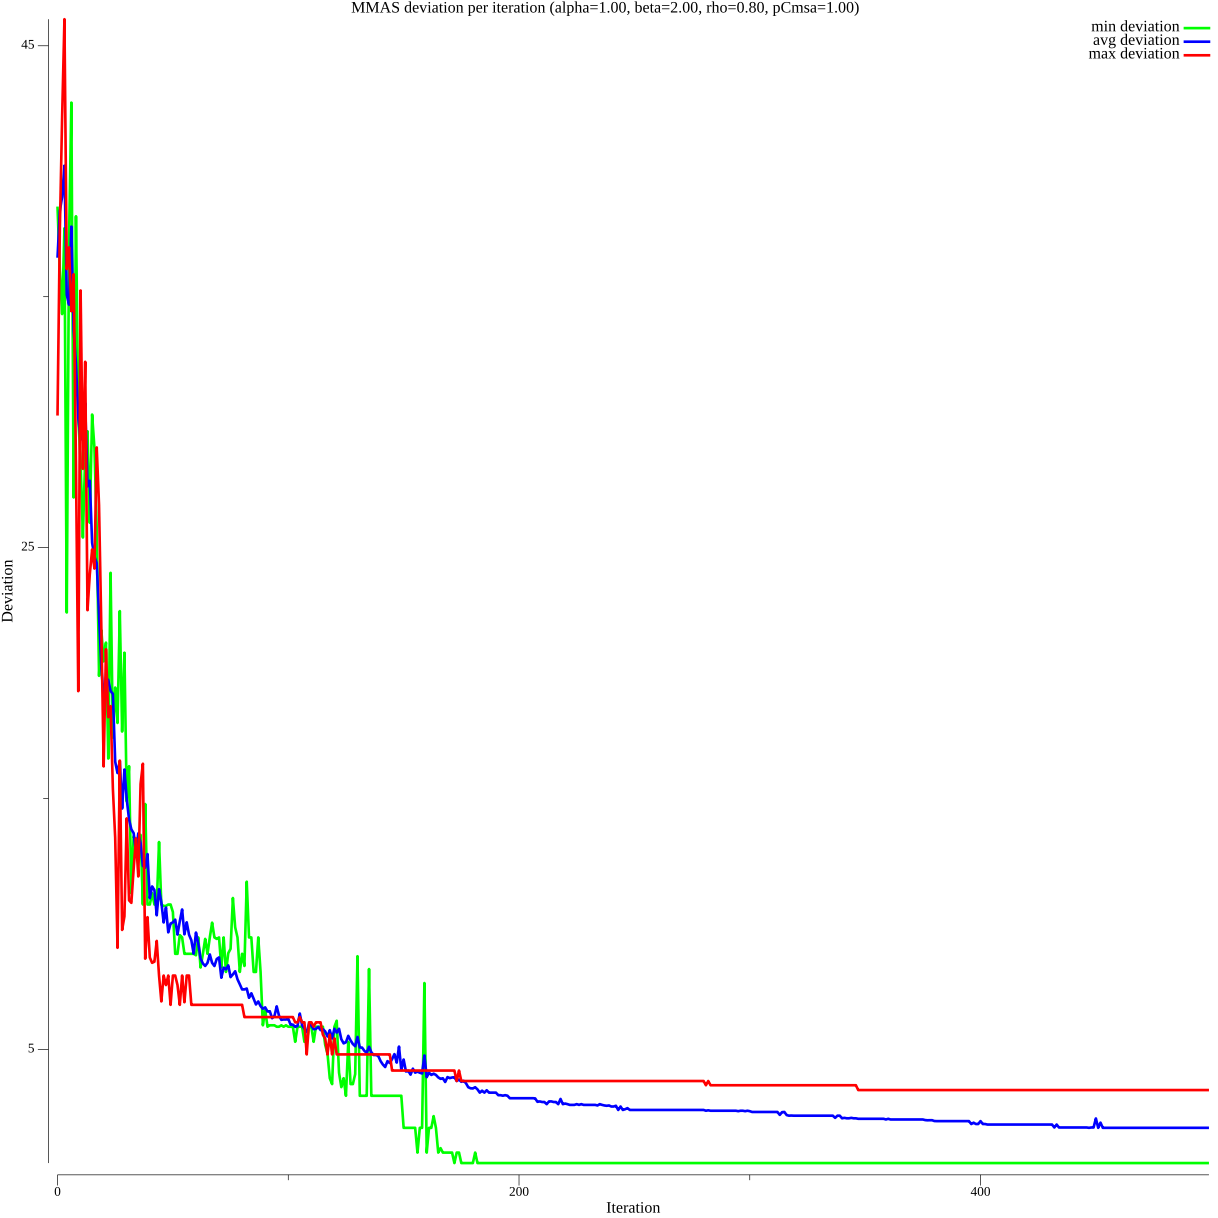 MMAS deviation per iteration (alpha=1.00, beta=2.00, rho=0.80, pCmsa=1.00)
min deviation
avg deviation
max deviation
45
25
5
Deviation
0
200
400
Iteration